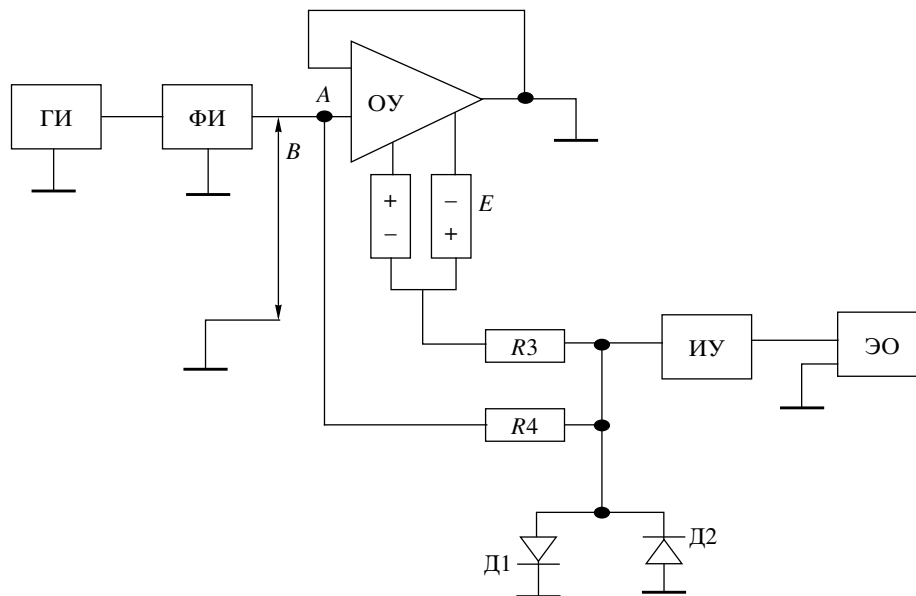 ГИ
ФИ
A
B
ОУ
+
−
−
+
E
R3
R4
ИУ
ЭО
Д1
Д2